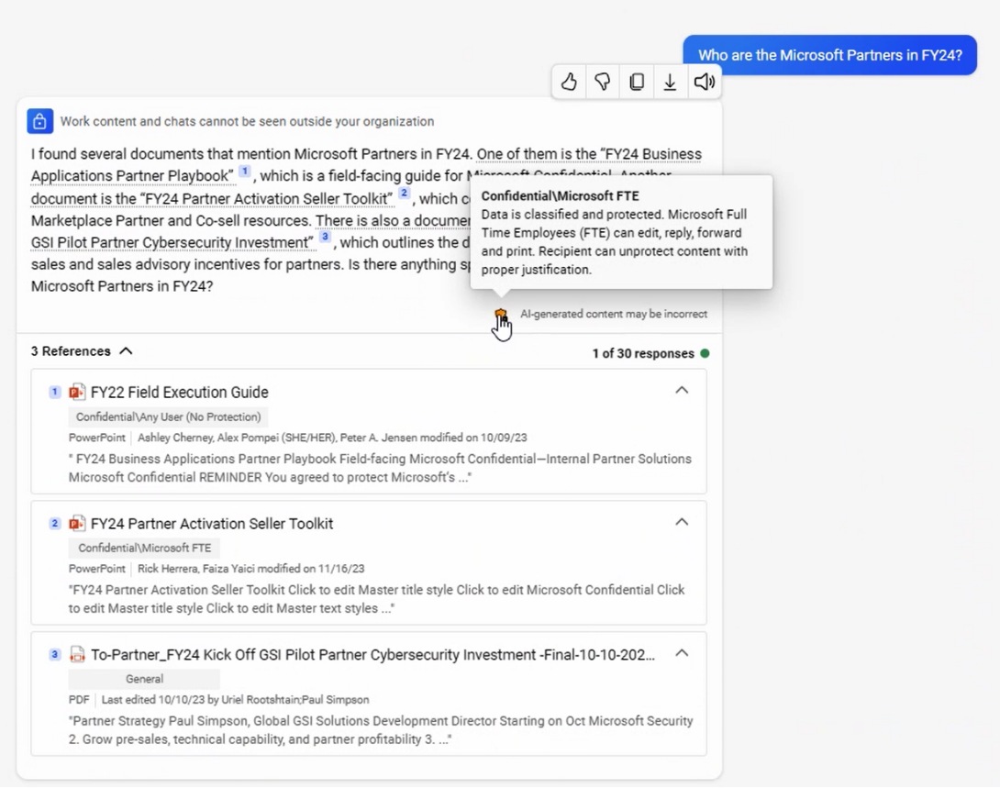 Who are the Microsoft Partners in FY24?
Work content and chats cannot be seen outside your organization
I found several documents that mention Microsoft Partners in FY24. One of them is the “FY24 Business
Applications Partner Playbook” 1 , which is a field-facing guide for Microsoft Confidential. Another
document is the “FY24 Partner Activation Seller Toolkit” 2 , which
Marketplace Partner and Co-sell resources. There is also a
GSI Pilot Partner Cybersecurity Investment” 3 , which outlines the
sales and sales advisory incentives for partners. Is there anything
Microsoft Partners in FY24?
Confidential\Microsoft FTE
Data is classified and protected. Microsoft Full
Time Employees (FTE) can edit, reply, forward
and print. Recipient can unprotect content with
proper justification.
AI-generated content may be incorrect
3 References
1 of 30 responses
1 FY22 Field Execution Guide
Confidential\Any User (No Protection)
PowerPoint | Ashley Cherney, Alex Pompei (SHE/HER), Peter A. Jensen modified on 10/09/23
" FY24 Business Applications Partner Playbook Field-facing Microsoft Confidential—Internal Partner Solutions
Microsoft Confidential REMINDER You agreed to protect Microsoft’s ..."
2 FY24 Partner Activation Seller Toolkit
Confidential\Microsoft FTE
PowerPoint | Rick Herrera, Faiza Yaici modified on 11/16/23
"FY24 Partner Activation Seller Toolkit Click to edit Master title style Click to edit Microsoft Confidential Click
to edit Master title style Click to edit Master text styles ..."
3 To-Partner_FY24 Kick Off GSI Pilot Partner Cybersecurity Investment -Final-10-10-202...
General
PDF | Last edited 10/10/23 by Uriel Rootshtain;Paul Simpson
"Partner Strategy Paul Simpson, Global GSI Solutions Development Director Starting on Oct Microsoft Security
2. Grow pre-sales, technical capability, and partner profitability 3. ..."